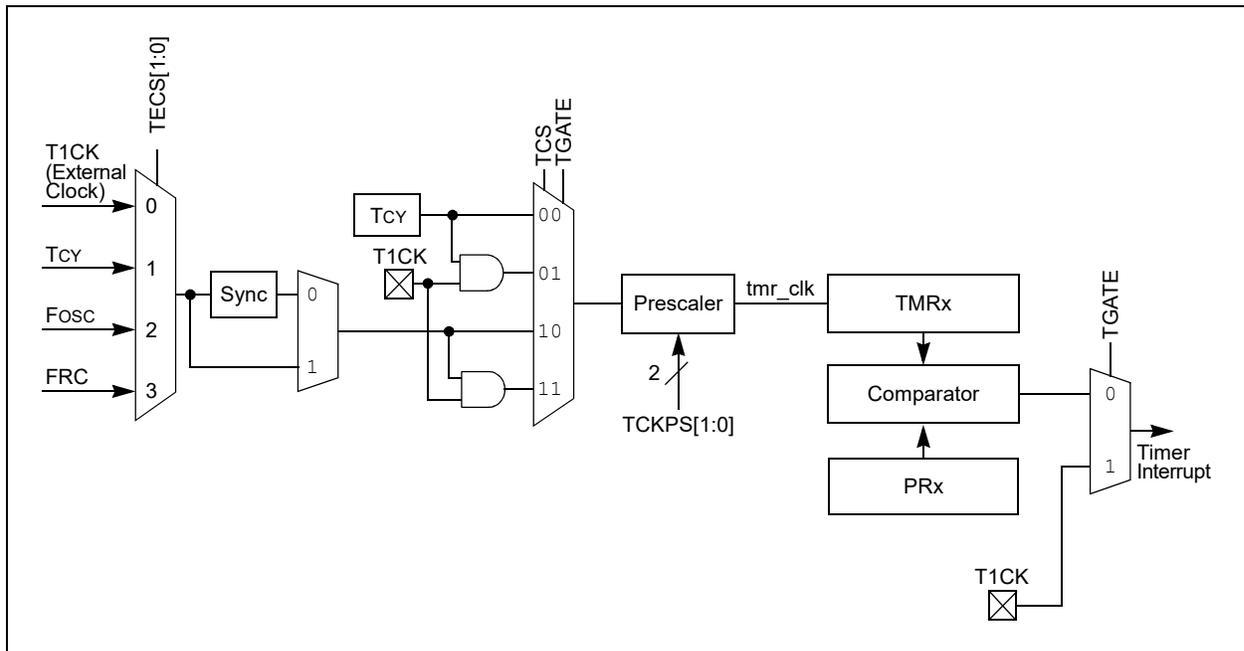 TECS[1:0]
T1CK
(External
Clock)
0
TCY
1
FOSC
2
FRC
3
Sync
0
1
TCY
T1CK
TCS
TGATE
00
01
10
11
Prescaler
2
TCKPS[1:0]
tmr_clk
TMRx
Comparator
PRx
TGATE
0
1
Timer
Interrupt
T1CK